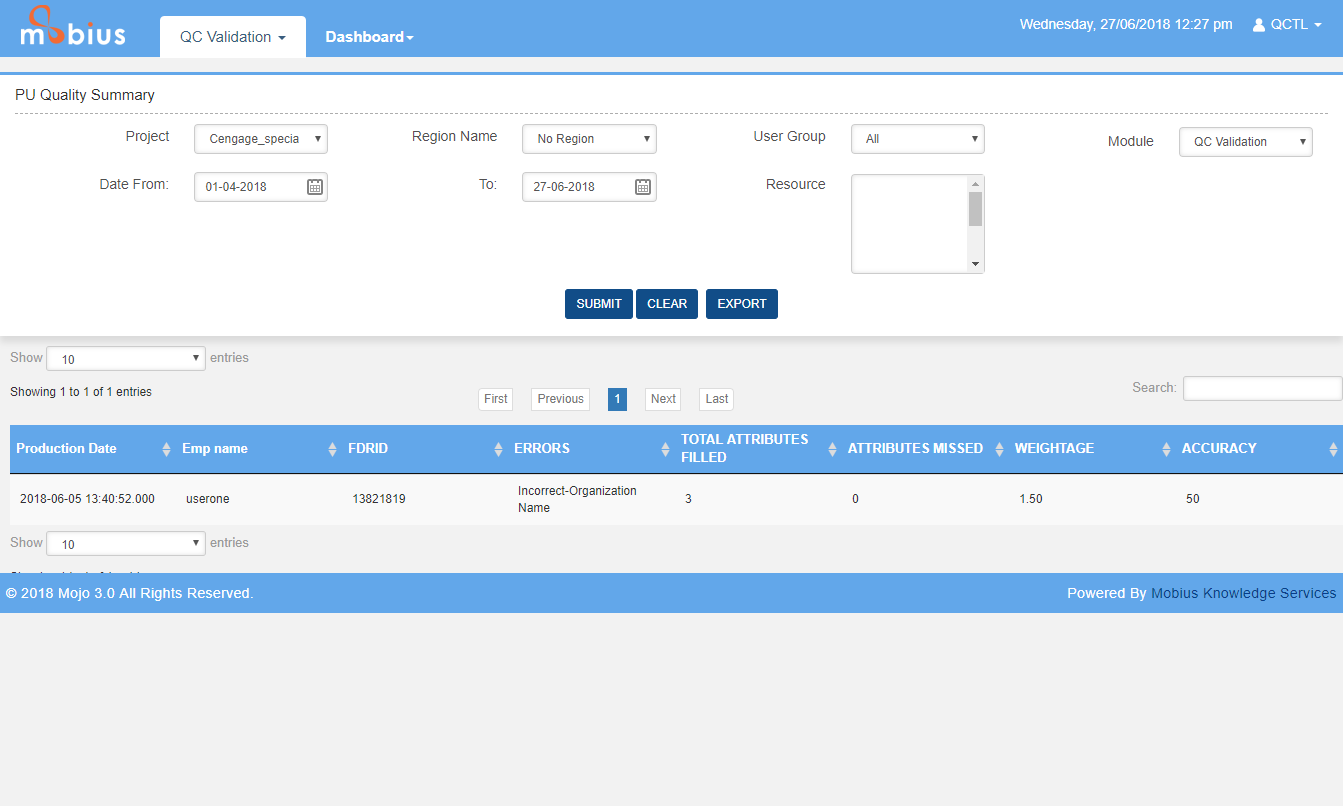 mobius
QC Validation
Dashboard
Wednesday, 27/06/2018 12:27 pm
QCTL
PU Quality Summary
Project
Cengage_specia
Region Name
No Region
User Group
All
Module
QC Validation
Date From:
01-04-2018
To:
27-06-2018
Resource
SUBMIT
CLEAR
EXPORT
Show 10 entries
Showing 1 to 1 of 1 entries
First
Previous
1
Next
Last
Search:
Production Date
Emp name
FDRID
ERRORS
TOTAL ATTRIBUTES
FILLED
ATTRIBUTES MISSED
WEIGHTAGE
ACCURACY
2018-06-05 13:40:52.000
userone
13821819
Incorrect-Organization
Name
3
0
1.50
50
Show 10 entries
© 2018 Mojo 3.0 All Rights Reserved.
Powered By Mobius Knowledge Services